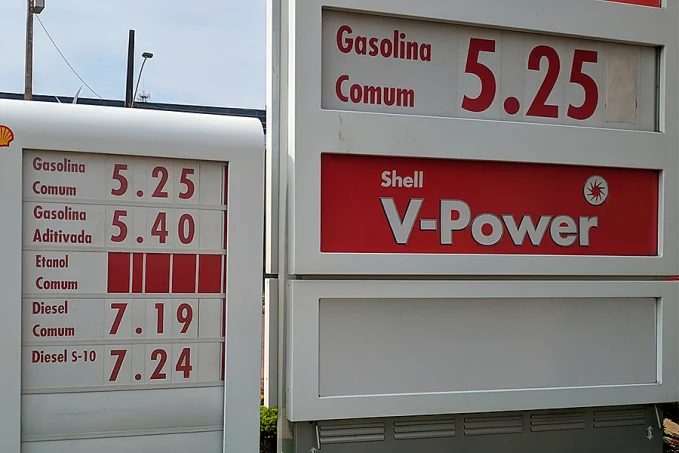 Gasolina
Comum 5.25
Gasolina
Aditivada 5.40
Etanol
Comum
Diesel
Comum 7.19
Diesel S-10 7.24
Gasolina
Comum 5.25
Shell
V-Power